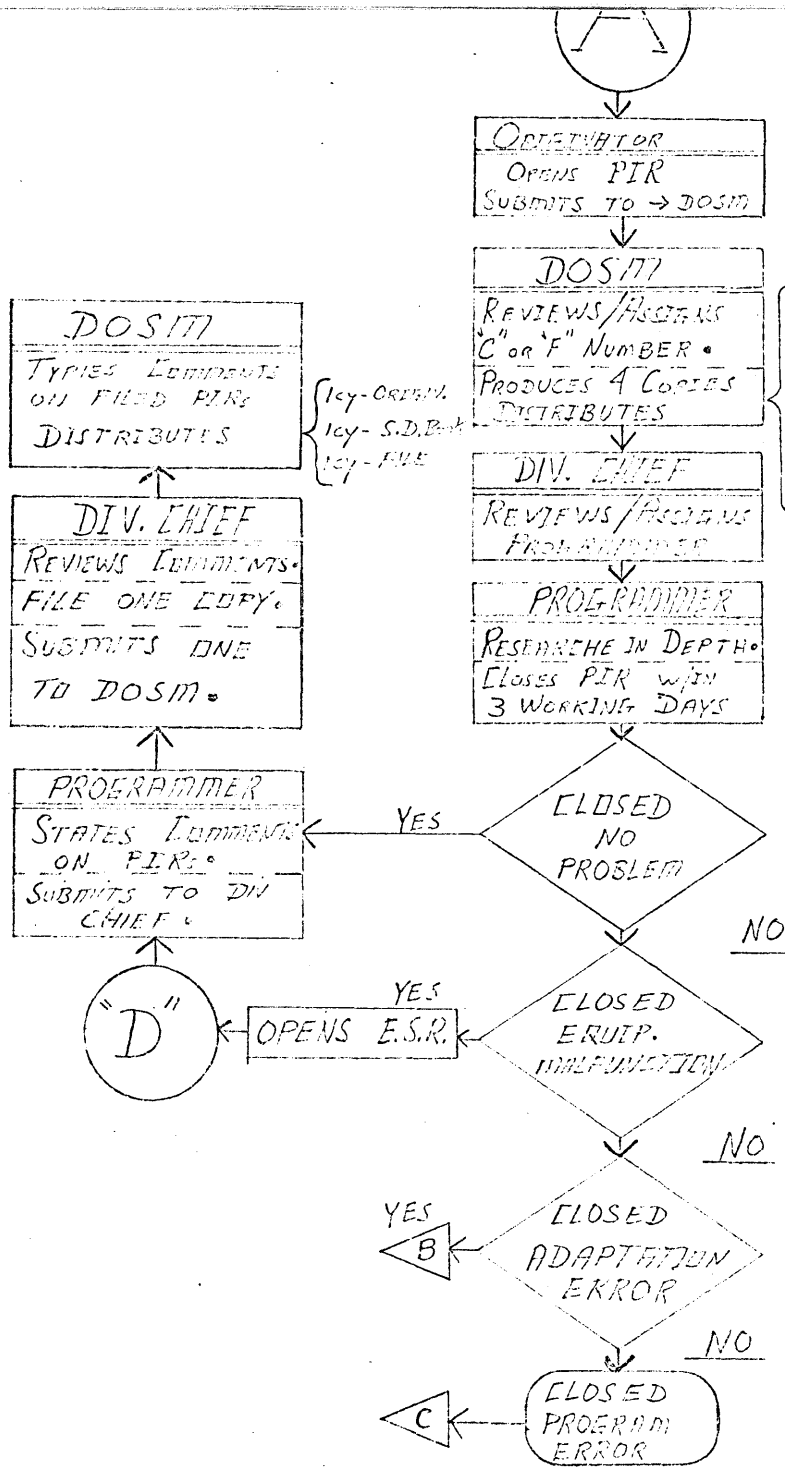 A
OBSERVATOR
OPENS PIR
SUBMITS TO → DOSM
DOSM
REVIEWS/ASSIGNS
"C" OR "F" NUMBER.
PRODUCES 4 COPIES
DISTRIBUTES
DIV. CHIEF
REVIEWS/ASSIGNS
PROGRAMMER
PROGRAMMER
RESEARCHE IN DEPTH.
CLOSES PIR W/IN
3 WORKING DAYS
CLOSED
NO
PROBLEM
YES
NO
PROGRAMMER
STATES COMMENTS
ON PIRs.
SUBMITS TO DIV
CHIEF.
DIV. CHIEF
REVIEWS COMMENTS.
FILE ONE COPY.
SUBMITS ONE
TO DOSM.
DOSM
TYPES COMMENTS
ON FILED PIRs
DISTRIBUTES
1cy-ORIGIN.
1cy-S.D. Book
1cy-FILE
CLOSED
EQUIP.
MALFUNCTION
YES
OPENS E.S.R.
"D"
NO
CLOSED
ADAPTATION
ERROR
YES
B
NO
CLOSED
PROGRAM
ERROR
C